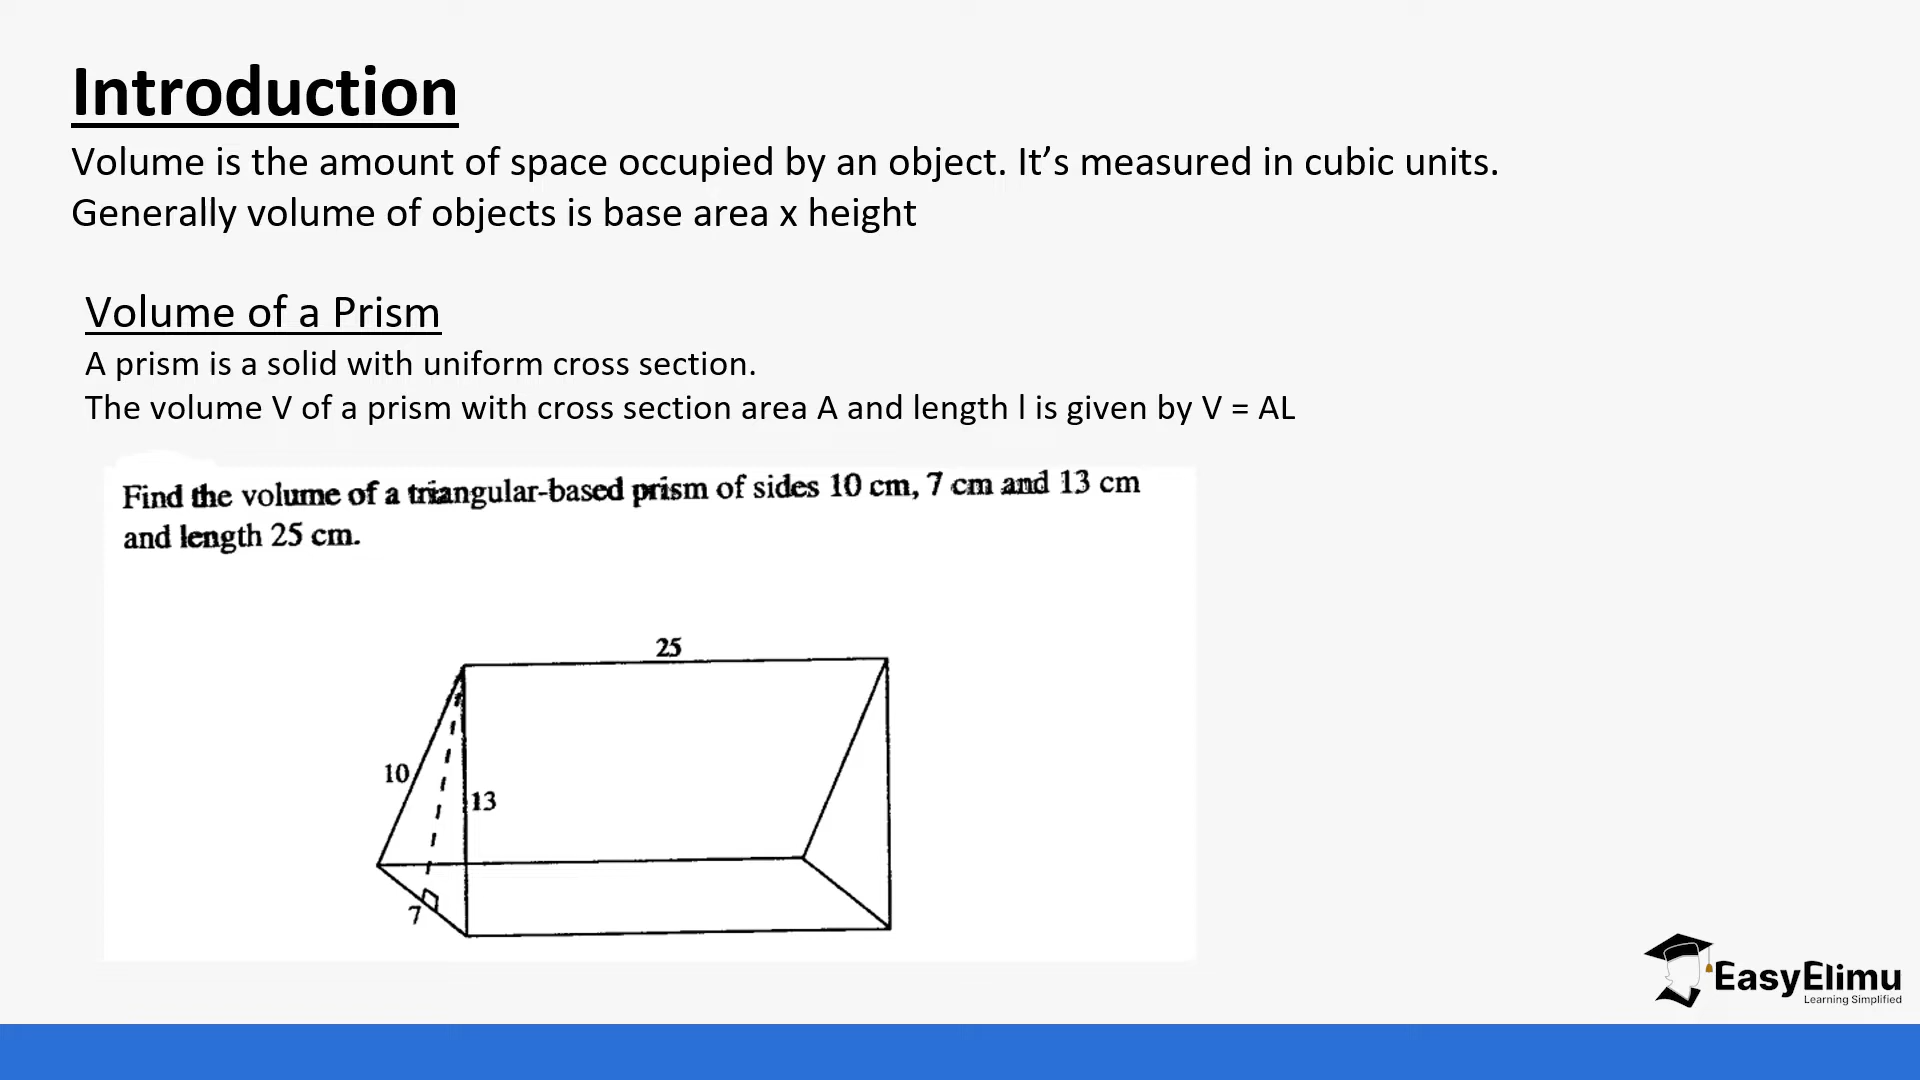 Introduction
Volume is the amount of space occupied by an object. It’s measured in cubic units.
Generally volume of objects is base area x height
Volume of a Prism
A prism is a solid with uniform cross section.
The volume V of a prism with cross section area A and length l is given by V = AL
Find the volume of a triangular-based prism of sides 10 cm, 7 cm and 13 cm
and length 25 cm.
25
10
13
7
EasyElimu
Learning Simplified